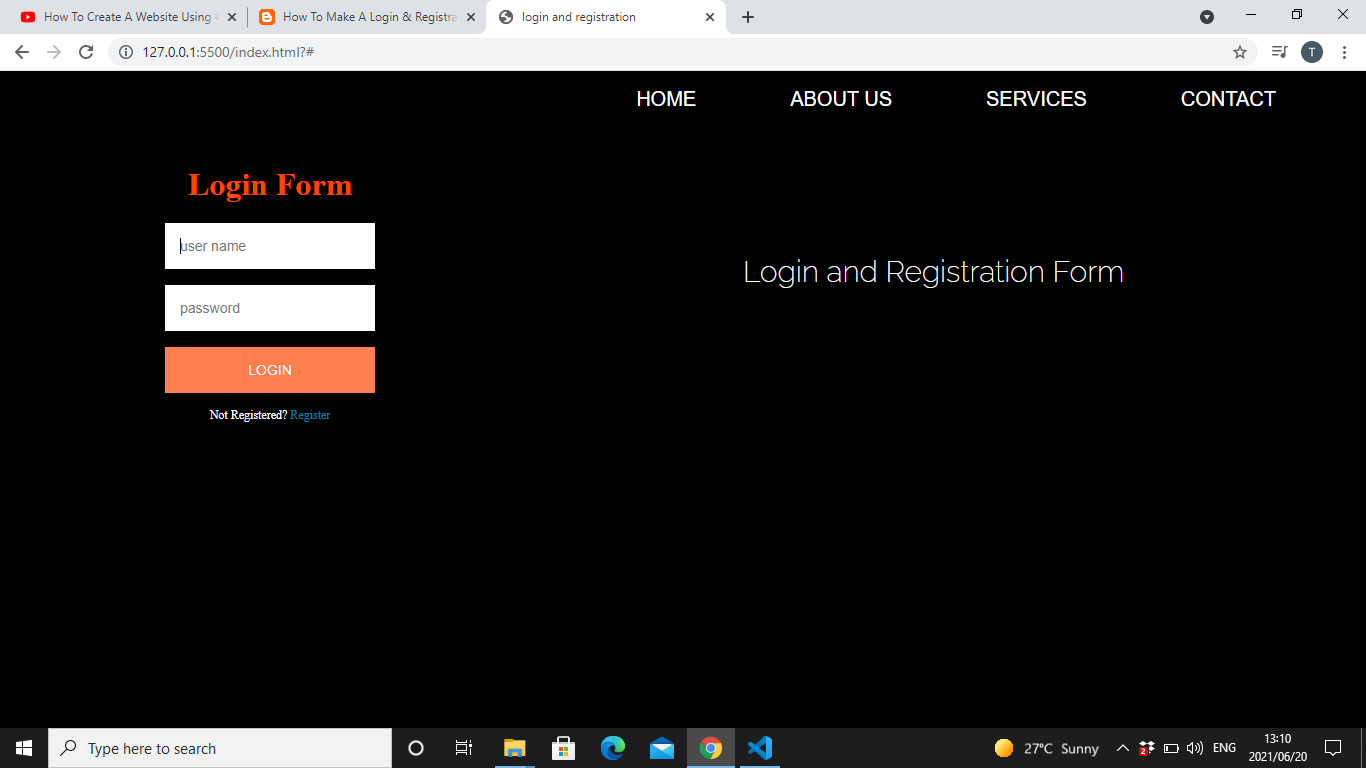 How To Create A Website Using
How To Make A Login & Registra
login and registration
127.0.0.1:5500/index.html?#
T
HOME
ABOUT US
SERVICES
CONTACT
Login Form
user name
password
LOGIN
Not Registered? Register
Login and Registration Form
Type here to search
27°C Sunny
2
ENG
13:10
2021/06/20